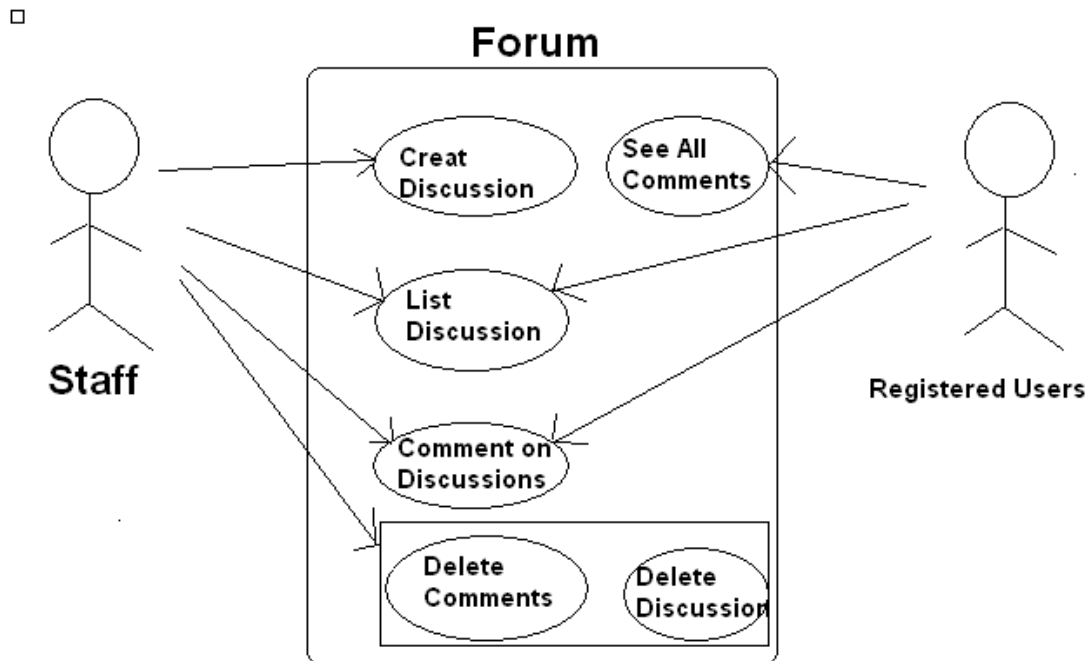 Forum
Creat
Discussion
See All
Comments
List
Discussion
Staff
Registered Users
Comment on
Discussions
Delete
Comments
Delete
Discussion